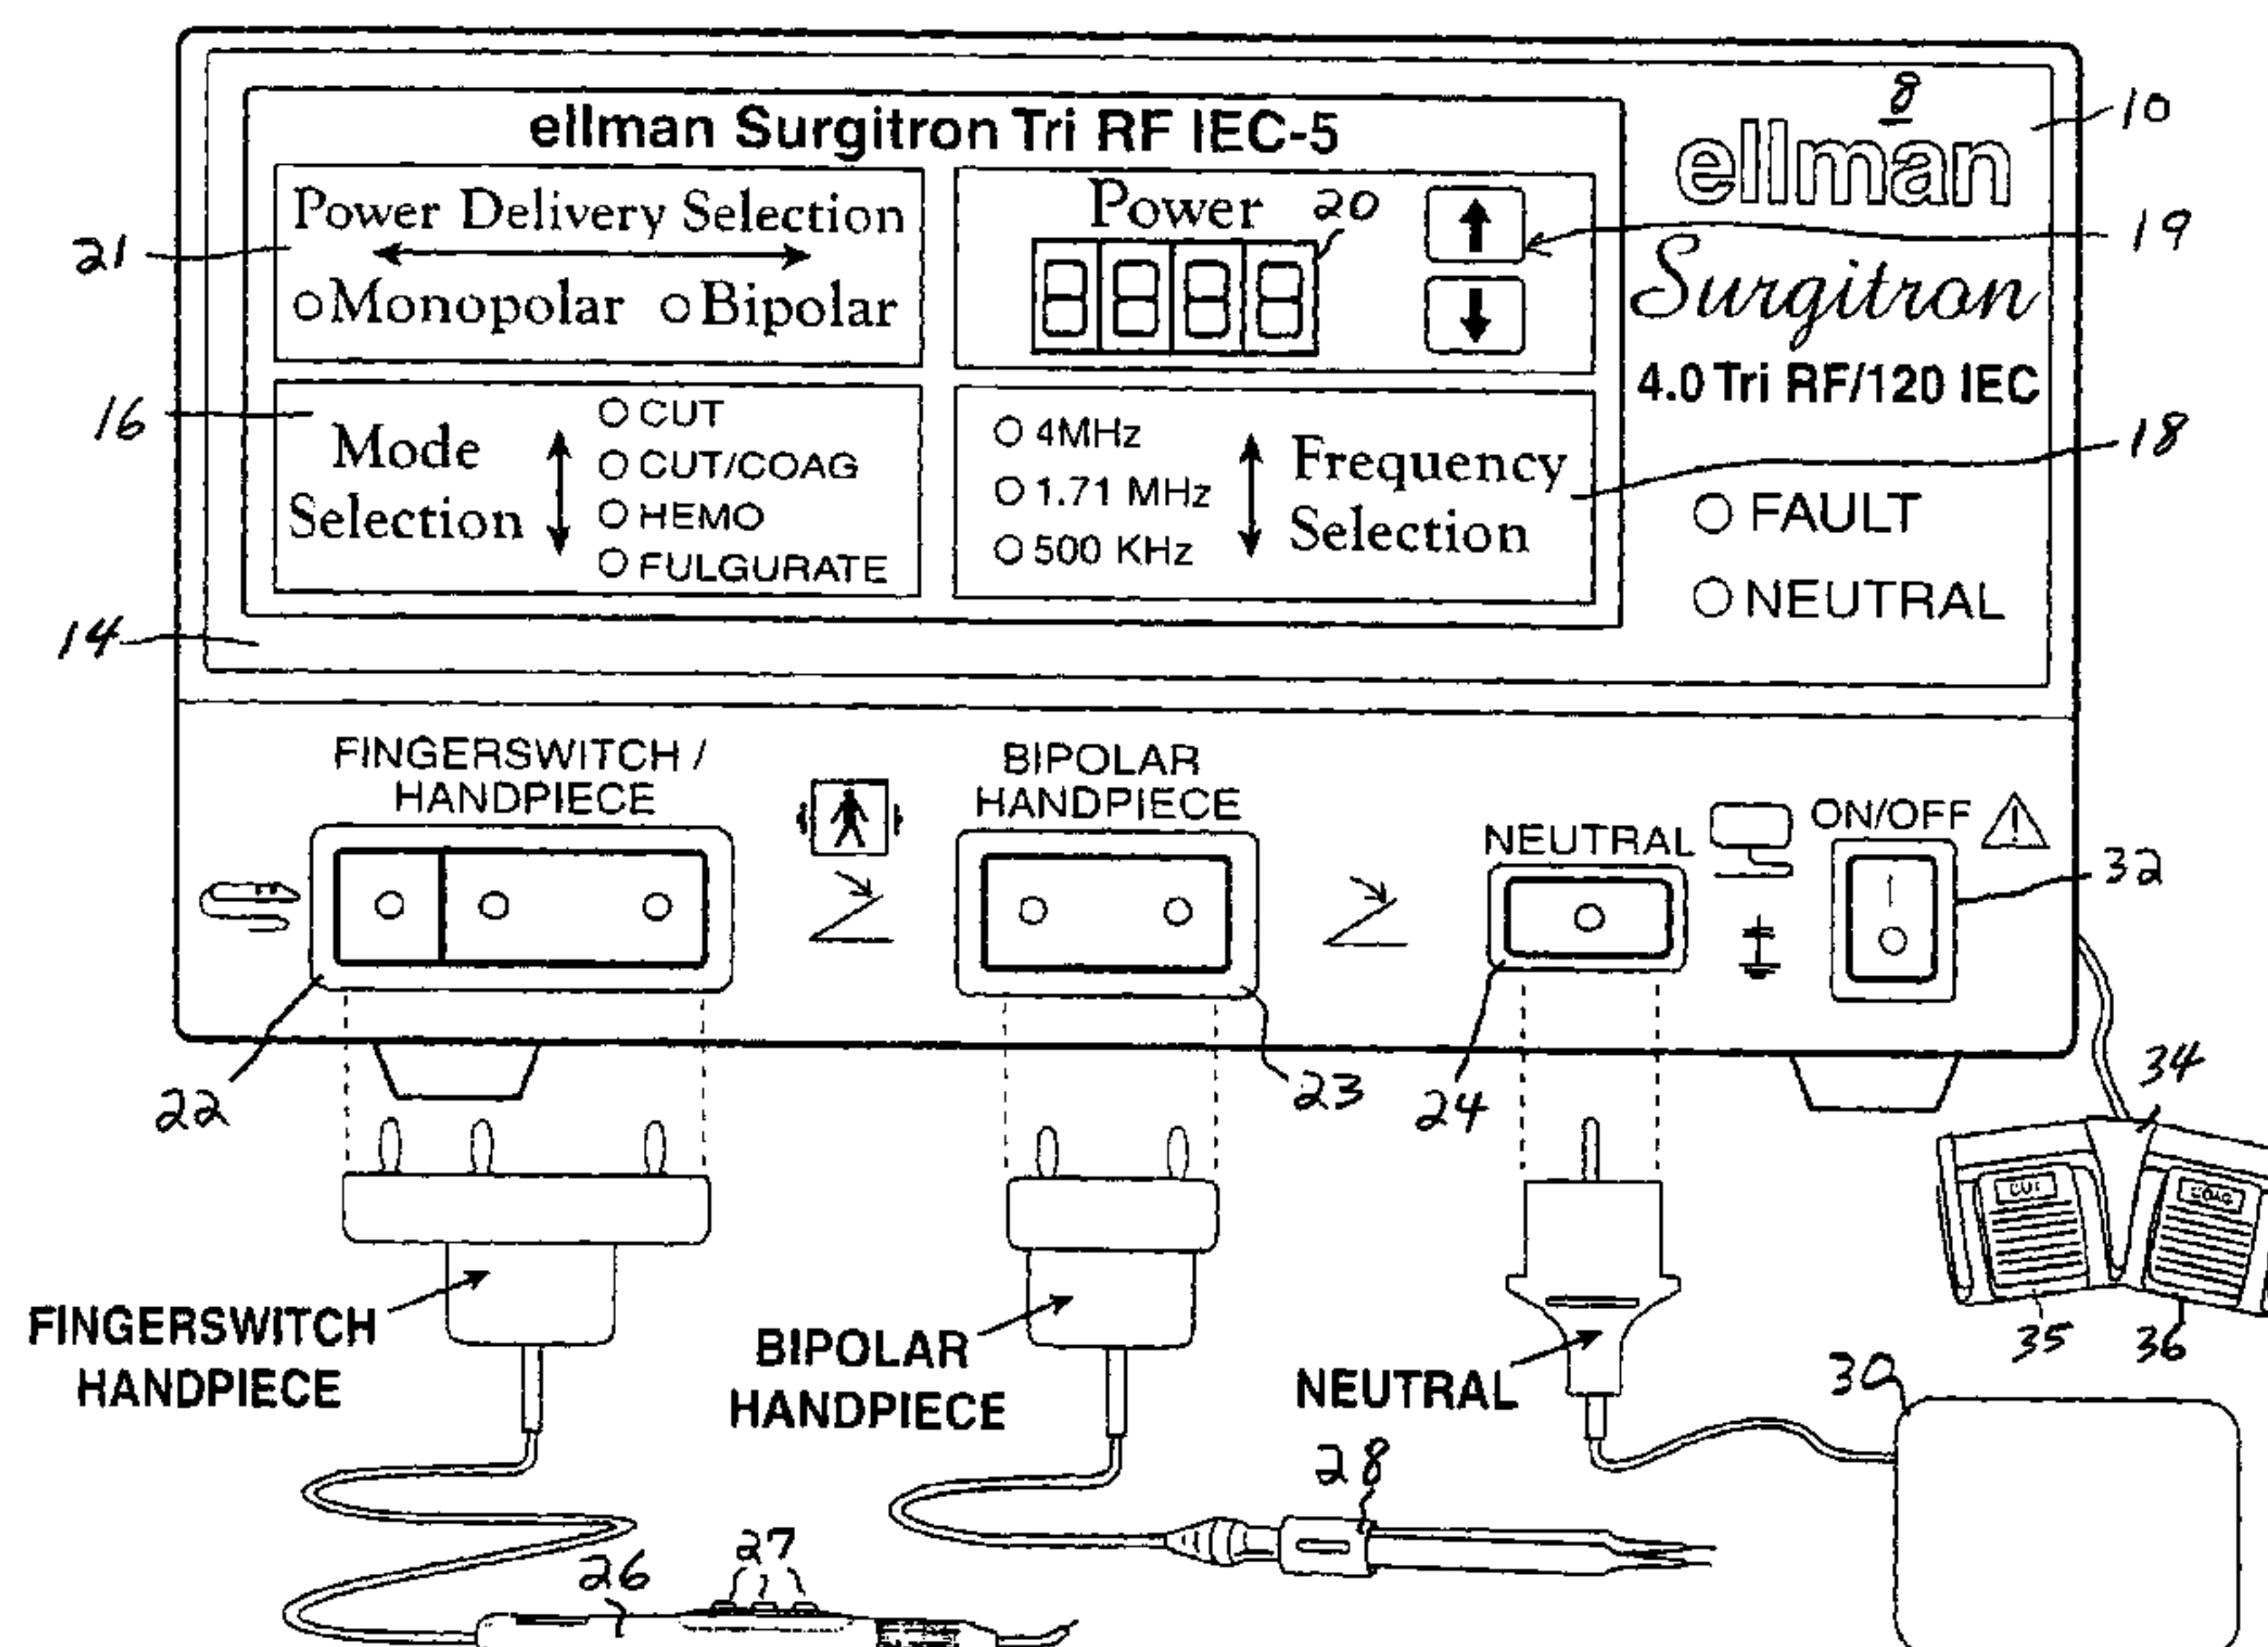 ellman Surgitron Tri RF IEC-5
8
ellman
10
Power Delivery Selection
Monopolar Bipolar
21
Power
20
8888
19
Surgitron
4.0 Tri RF/120 IEC
16
Mode
Selection
CUT
CUT/COAG
HEMO
FULGURATE
4MHz
1.71 MHz
500 KHz
Frequency
Selection
18
FAULT
NEUTRAL
14
FINGERSWITCH /
HANDPIECE
BIPOLAR
HANDPIECE
NEUTRAL
ON/OFF
32
22
23
24
34
CUT
COAG
35
36
FINGERSWITCH
HANDPIECE
BIPOLAR
HANDPIECE
NEUTRAL
30
28
26
27